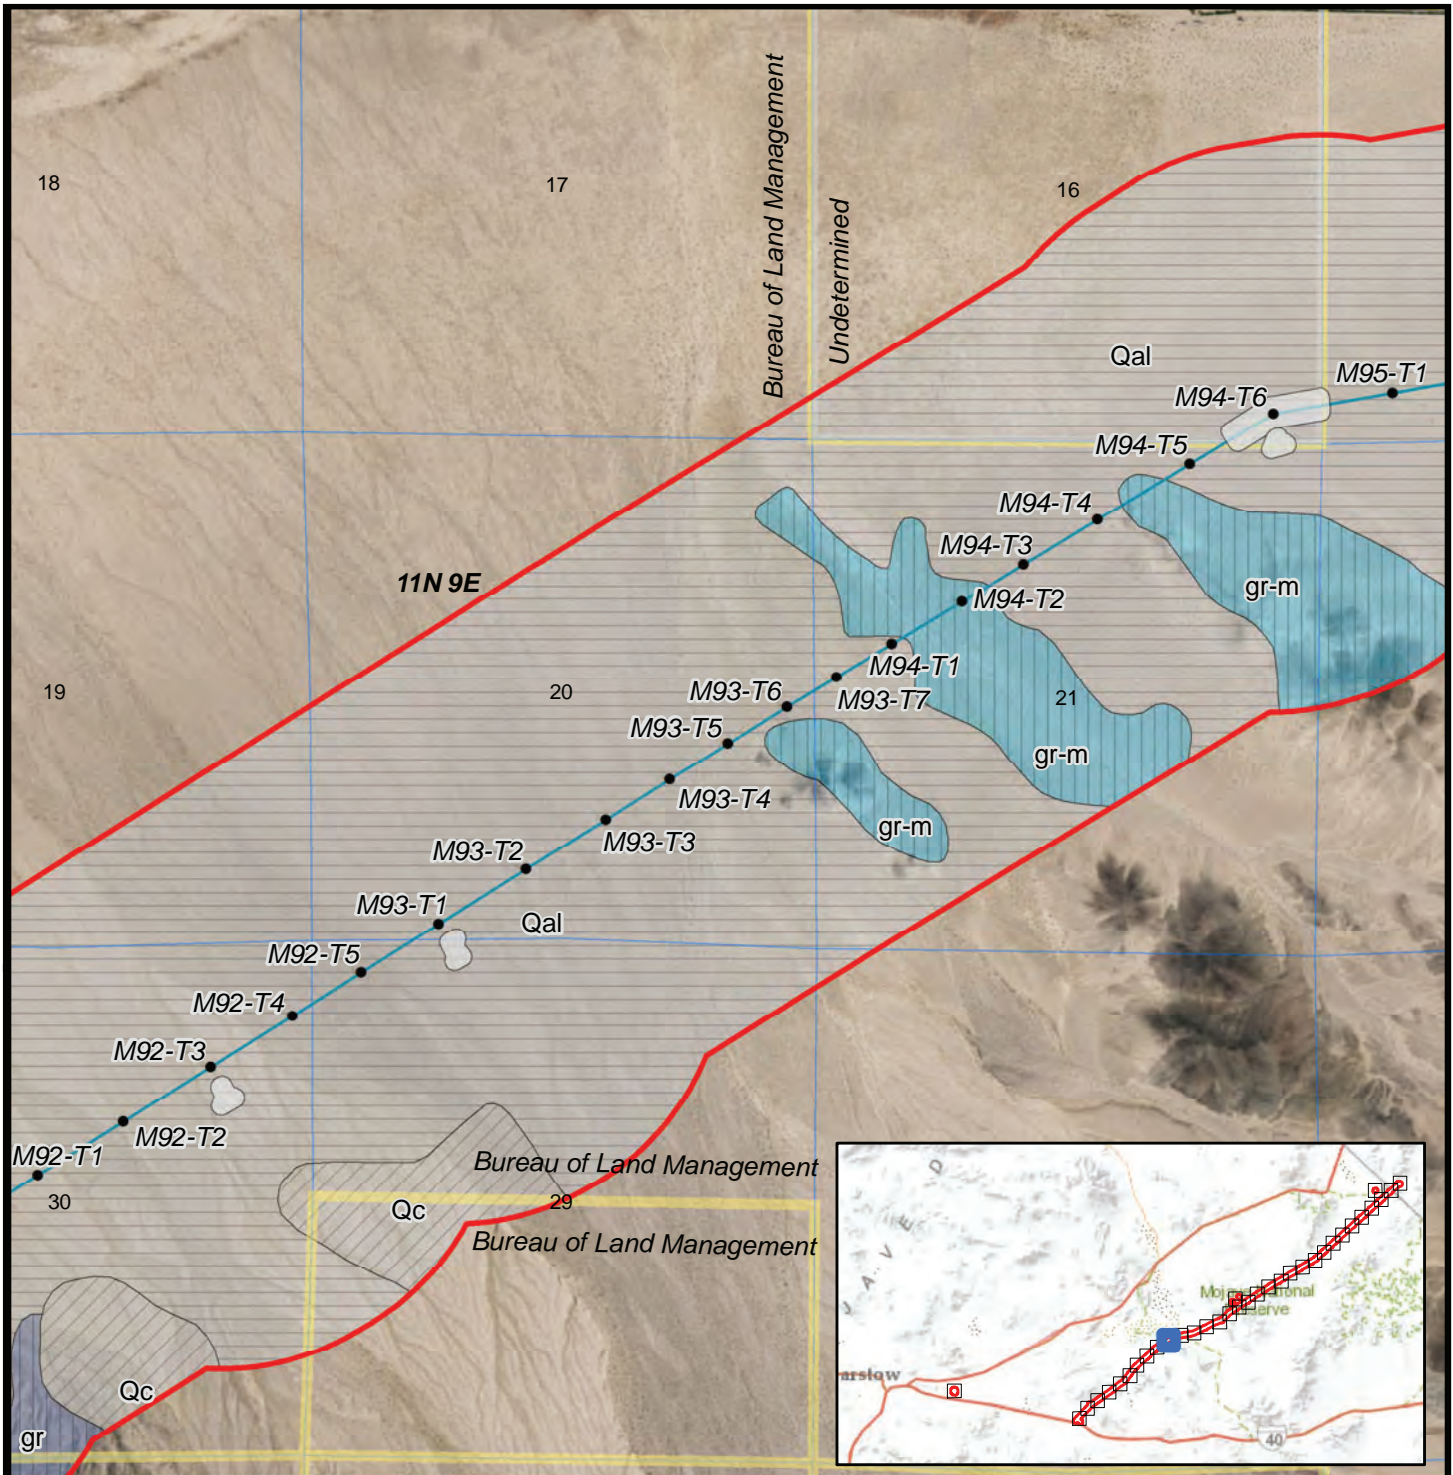 Bureau of Land Management
Undetermined
18
17
16
Qal
M95-T1
M94-T6
M94-T5
M94-T4
M94-T3
11N 9E
gr-m
M94-T2
M94-T1
19
20
M93-T6
M93-T7
21
M93-T5
gr-m
M93-T4
M93-T3
gr-m
M93-T2
M93-T1
Qal
M92-T5
M92-T4
M92-T3
M92-T2
M92-T1
Bureau of Land Management
30
Qc
29
Bureau of Land Management
Qc
gr
J A V E D
arstow
40